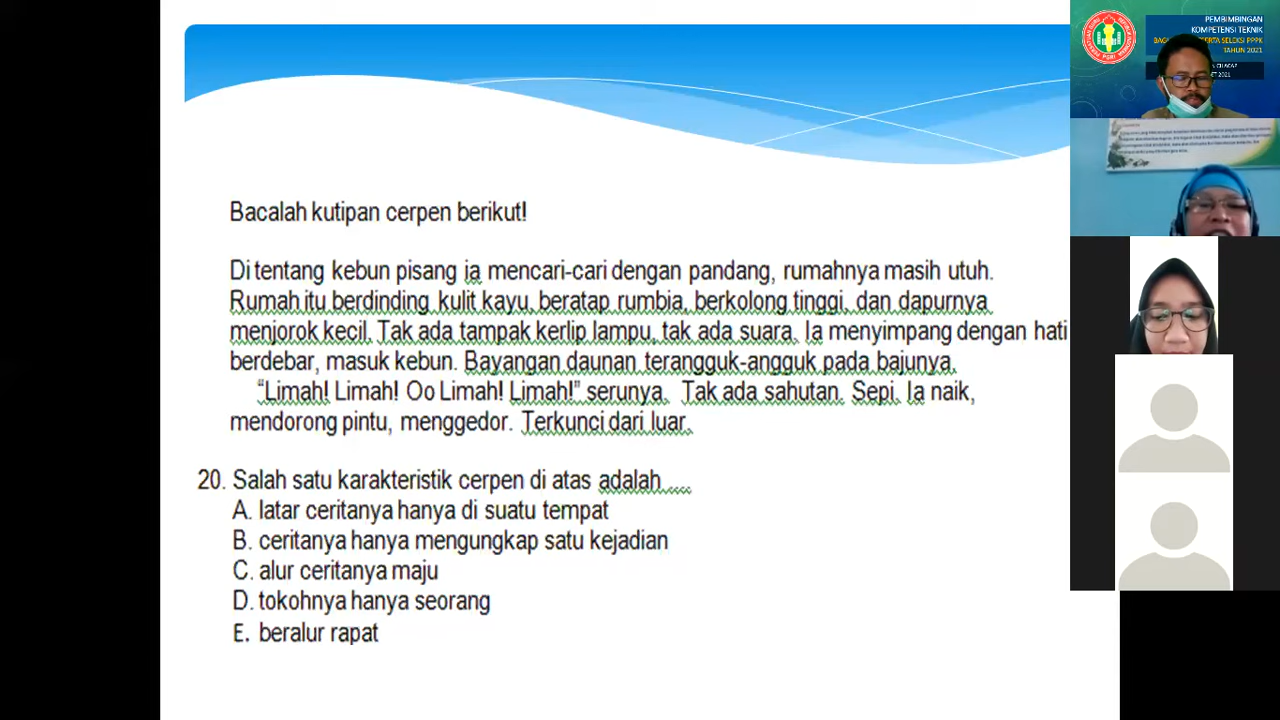 Bacalah kutipan cerpen berikut!
Di tentang kebun pisang ia mencari-cari dengan pandang, rumahnya masih utuh.
Rumah itu berdinding kulit kayu, beratap rumbia, berkolong tinggi, dan dapurnya
menjorok kecil. Tak ada tampak kerlip lampu, tak ada suara. Ia menyimpang dengan hati
berdebar, masuk kebun. Bayangan daunan terangguk-angguk pada bajunya.
“Limah! Limah! Oo Limah! Limah!” serunya. Tak ada sahutan. Sepi. Ia naik,
mendorong pintu, menggedor. Terkunci dari luar.
20. Salah satu karakteristik cerpen di atas adalah ....
A. latar ceritanya hanya di suatu tempat
B. ceritanya hanya mengungkap satu kejadian
C. alur ceritanya maju
D. tokohnya hanya seorang
E. beralur rapat
PEMBIMBINGAN
KOMPETENSI TEKNIK
SELEKSI PPPK
TAHUN 2021